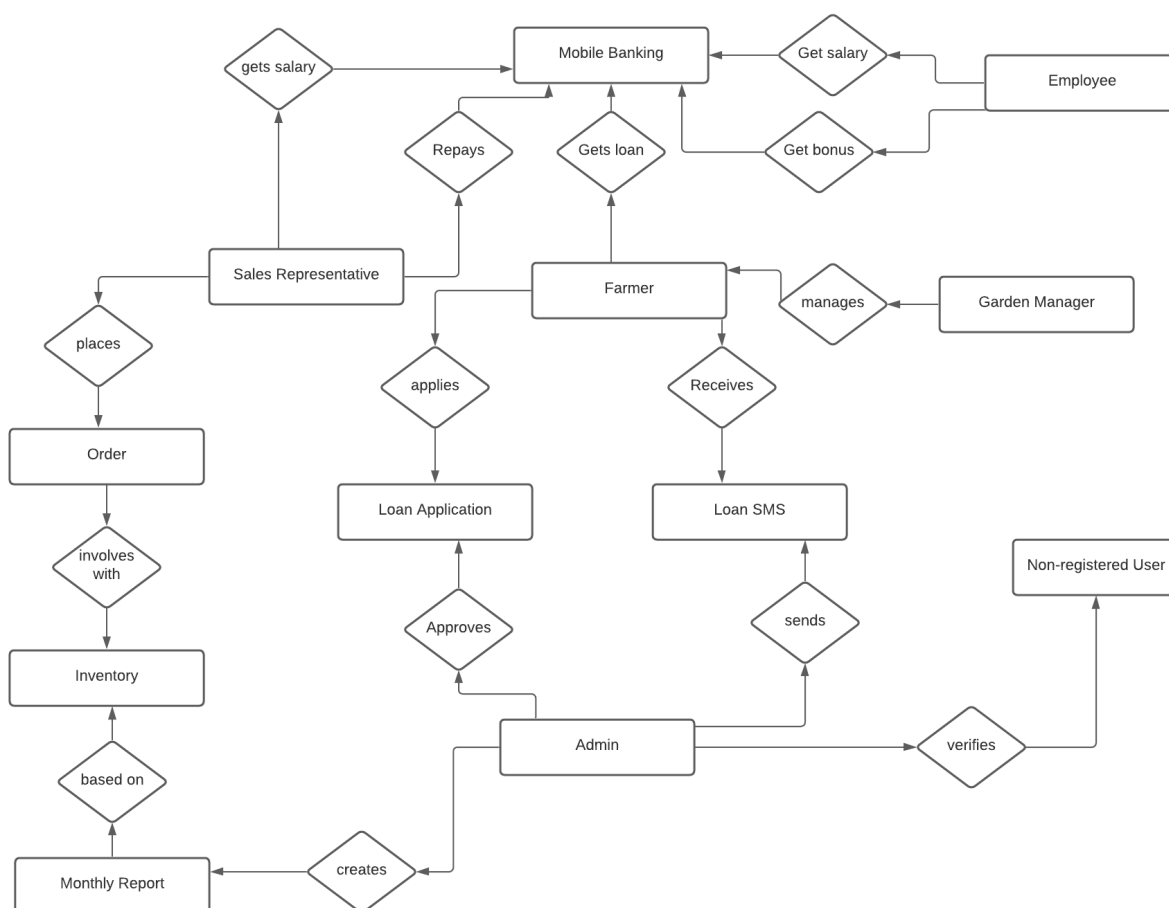 Mobile Banking
Get salary
gets salary
Employee
Repays
Gets loan
Get bonus
Sales Representative
Farmer
manages
Garden Manager
places
applies
Receives
Order
Loan Application
Loan SMS
involves
with
Non-registered User
Approves
sends
Inventory
Admin
verifies
based on
creates
Monthly Report